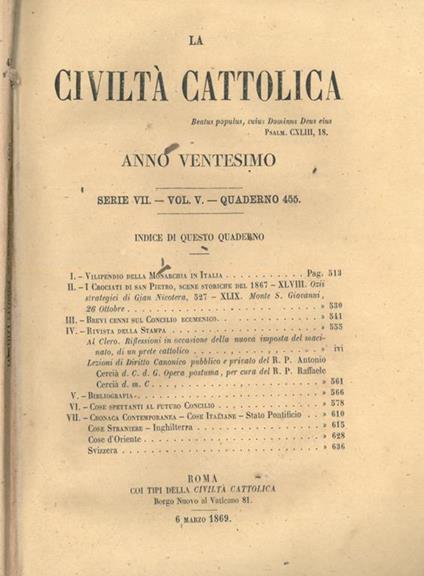 LA
CIVILTÀ CATTOLICA
Beatus populus, cuius Dominus Deus eius
PSALM. CXLIII, 18.
ANNO VENTESIMO
SERIE VII. — VOL. V. — QUADERNO 455.
INDICE DI QUESTO QUADERNO
I. - VILIPENDIO DELLA MONARCHIA IN ITALIA . . . . . . . . . . Pag. 513
II. - I CROCIATI DI SAN PIETRO, SCENE STORICHE DEL 1867 - XLVIII. Ozii
strategici di Gian Nicotera, 527 - XLIX. Monte S. Giovanni,
26 Ottobre . . . . . . . . . . . . . . . . » 530
III. - BREVI CENNI SUL CONCILIO ECUMENICO. . . . . . . . . . . » 541
IV. - RIVISTA DELLA STAMPA . . . . . . . . . . . . . . . » 555
Al Clero. Riflessioni in occasione della nuova imposta del maci-
nato, di un prete cattolico . . . . . . . . . . . . » ivi
Lezioni di Diritto Canonico pubblico e privato del R. P. Antonio
Cercià d. C. d. G. Opera postuma, per cura del R. P. Raffaele
Cercià d. m. C . . . . . . . . . . . . . . . . » 561
V. - BIBLIOGRAFIA. . . . . . . . . . . . . . . . . . » 566
VI. - COSE SPETTANTI AL FUTURO CONCILIO . . . . . . . . . . » 578
VII. - CRONACA CONTEMPORANEA - COSE ITALIANE - Stato Pontificio . . » 610
COSE STRANIERE - Inghilterra . . . . . . . . . . . . » 615
Cose d'Oriente . . . . . . . . . . . . . . . . » 628
Svizzera . . . . . . . . . . . . . . . . . . » 636
ROMA
COI TIPI DELLA CIVILTÀ CATTOLICA
Borgo Nuovo al Vaticano 81.
6 MARZO 1869.